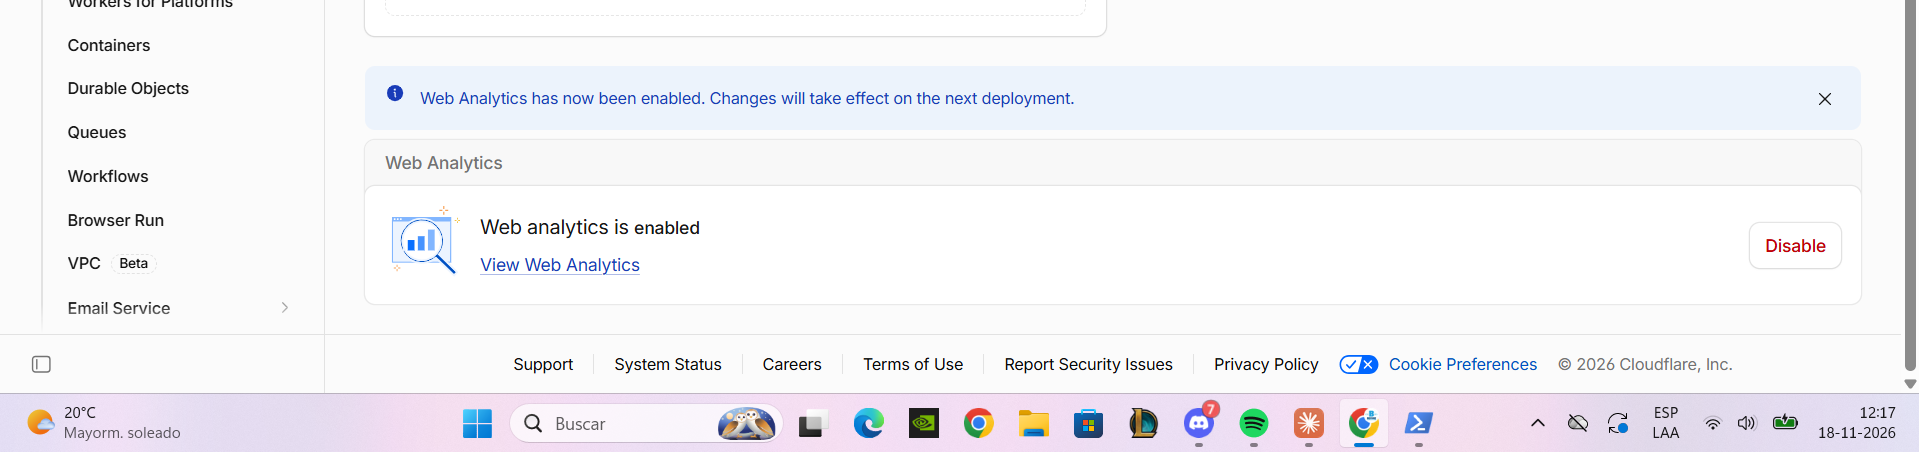 Workers for Platforms
Containers
Durable Objects
Queues
Workflows
Browser Run
VPC Beta
Email Service
Web Analytics has now been enabled. Changes will take effect on the next deployment.
Web Analytics
Web analytics is enabled
View Web Analytics
Disable
Support
System Status
Careers
Terms of Use
Report Security Issues
Privacy Policy
Cookie Preferences
© 2026 Cloudflare, Inc.
20°C
Mayorm. soleado
Buscar
7
ESP
LAA
12:17
18-11-2026